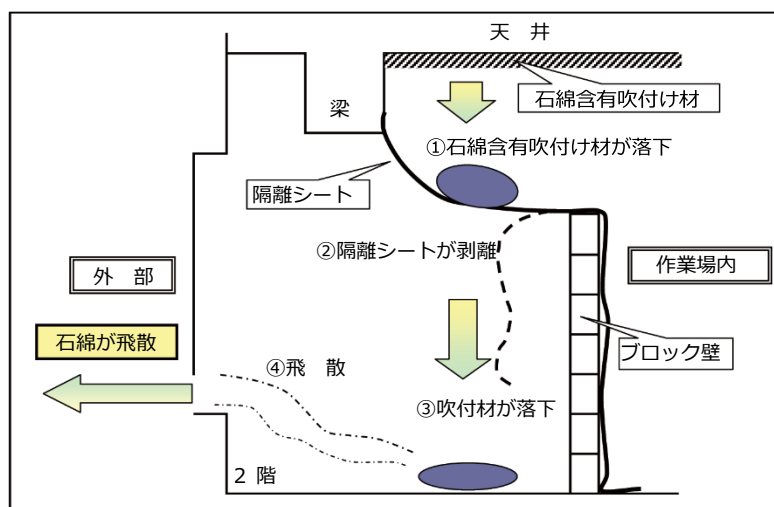 天　井
石綿含有吹付け材
梁
①石綿含有吹付け材が落下
隔離シート
②隔離シートが剥離
外　部
作業場内
石綿が飛散
ブロック壁
④飛　散
③吹付材が落下
2 階